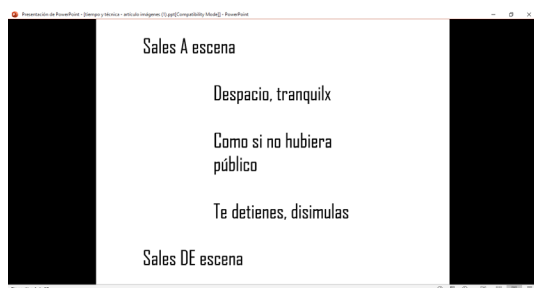 Presentación de PowerPoint - [tiempo y técnica - artículo imágenes (1).ppt[Compatibility Mode]] - PowerPoint
Sales A escena
Despacio, tranquilx
Como si no hubiera
público
Te detienes, disimulas
Sales DE escena